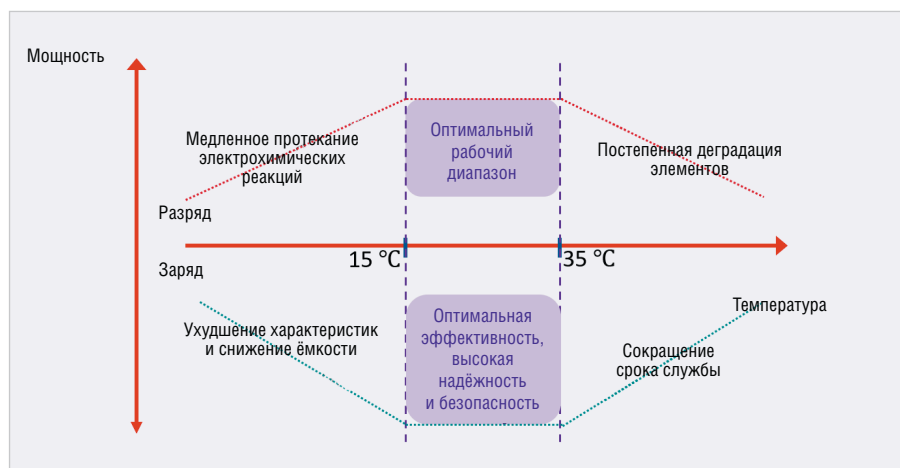 Мощность
Медленное протекание
электрохимических
реакций
Оптимальный
рабочий
диапазон
Постепенная деградация
элементов
Разряд
15 °C
35 °C
Заряд
Температура
Ухудшение характеристик
и снижение ёмкости
Оптимальная
эффективность,
высокая
надёжность
и безопасность
Сокращение
срока службы